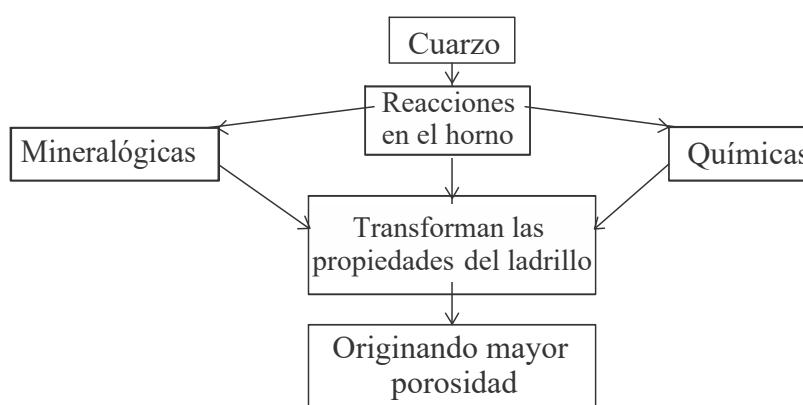 Cuarzo
Reacciones
en el horno
Mineralógicas
Químicas
Transforman las
propiedades del ladrillo
Originando mayor
porosidad